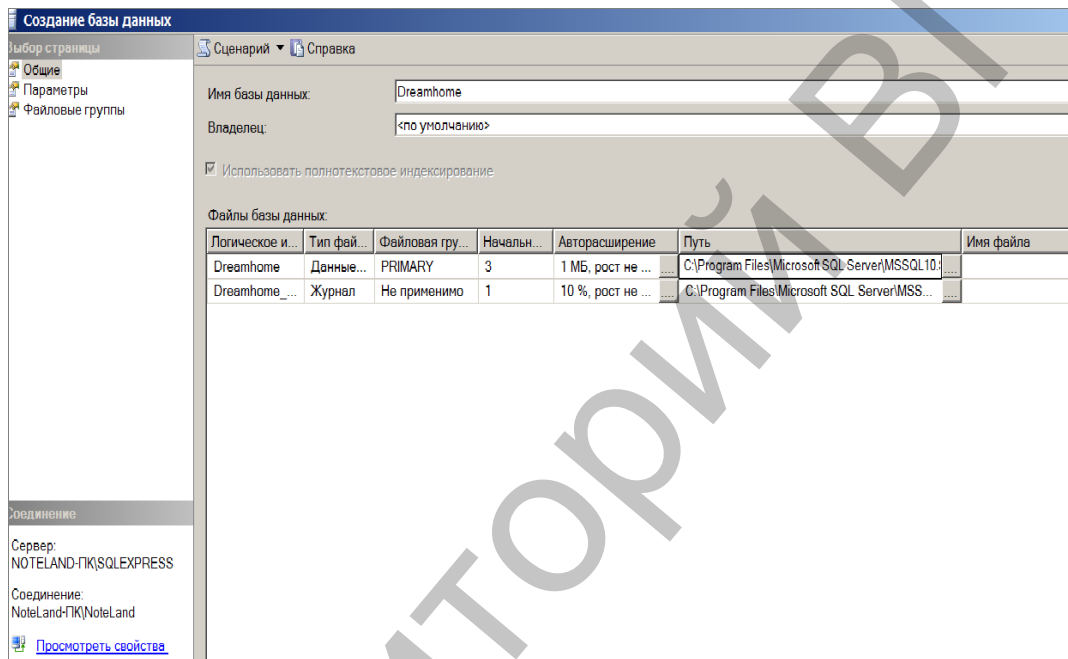 Создание базы данных
Выбор страницы
Общие
Параметры
Файловые группы
Сценарий Справка
Имя базы данных: Dreamhome
Владелец: <по умолчанию>
Использовать полнотекстовое индексирование
Файлы базы данных:
Логическое и... Тип фай... Файловая гру... Начальн... Авторасширение Путь Имя файла
Dreamhome Данные... PRIMARY 3 1 МБ, рост не ... ... C:\Program Files\Microsoft SQL Server\MSSQL10. ...
Dreamhome_... Журнал Не применимо 1 10 %, рост не ... ... C:\Program Files\Microsoft SQL Server\MSS... ...
Соединение
Сервер:
NOTELAND-ПК\SQLEXPRESS
Соединение:
NoteLand-ПК\NoteLand
Просмотреть свойства